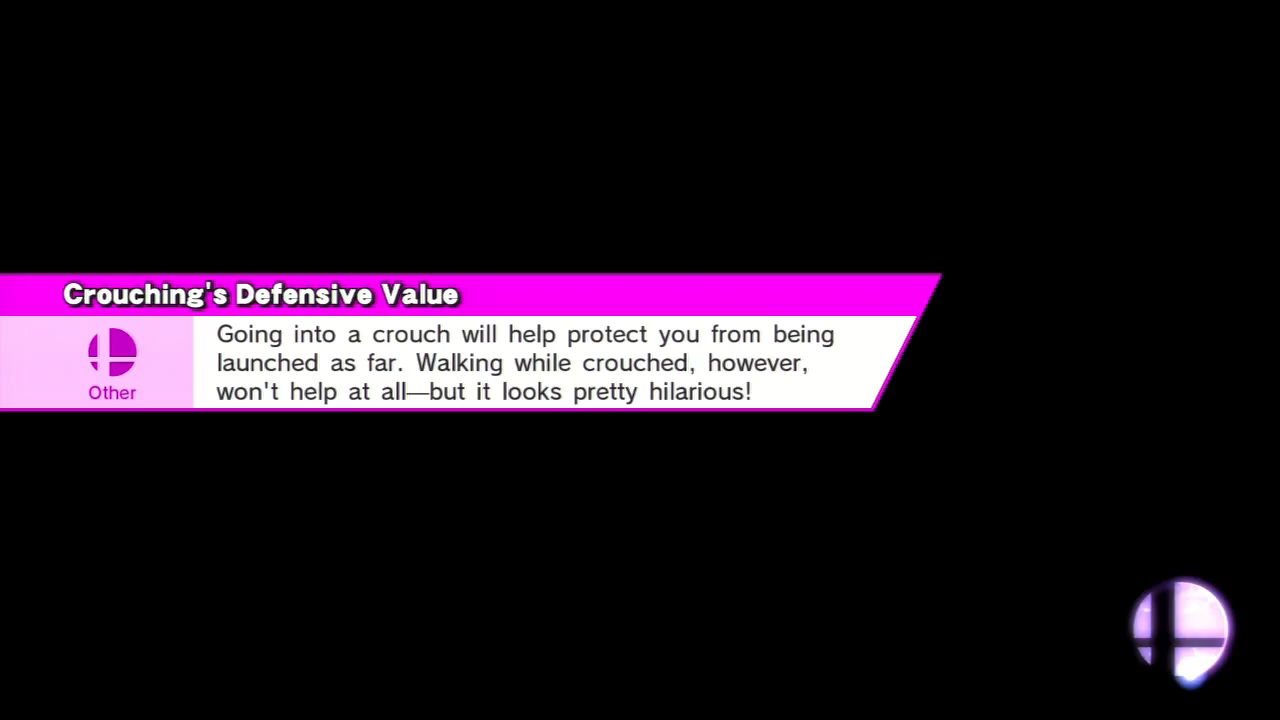 Crouching's Defensive Value
Other
Going into a crouch will help protect you from being
launched as far. Walking while crouched, however,
won't help at all—but it looks pretty hilarious!